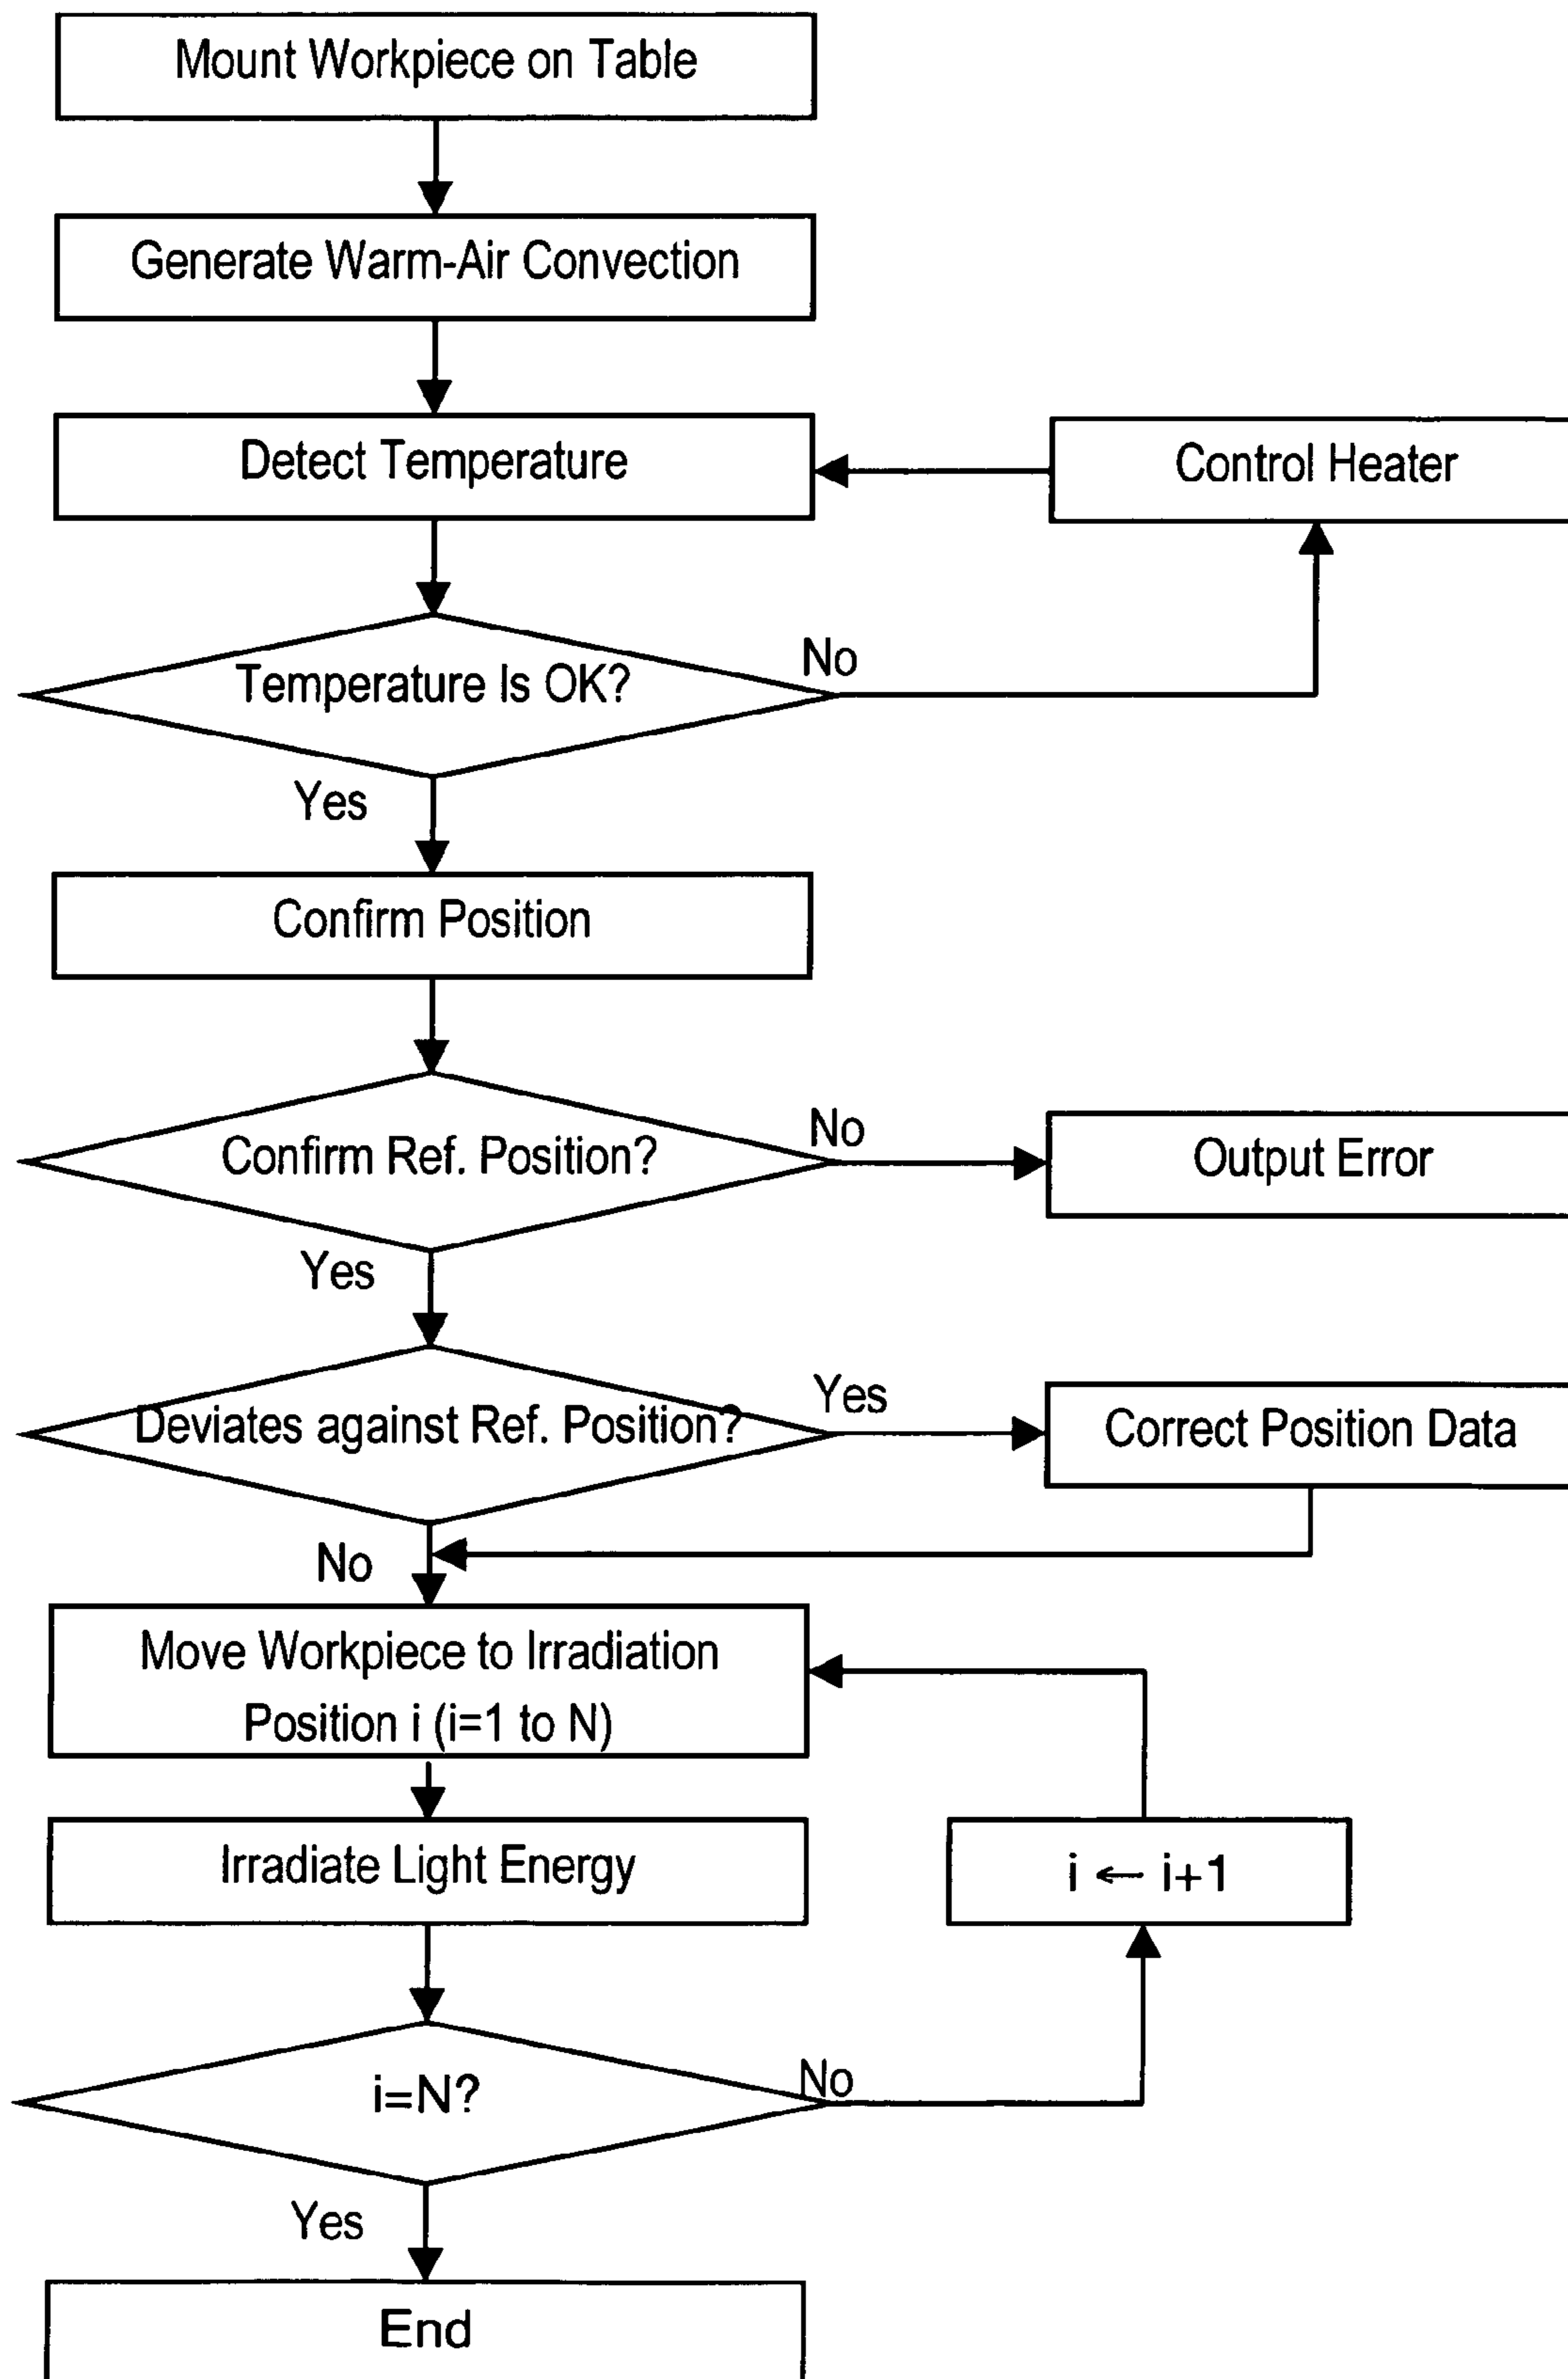 Mount Workpiece on Table
Generate Warm-Air Convection
Detect Temperature
Control Heater
Temperature Is OK?
No
Yes
Confirm Position
Confirm Ref. Position?
No
Output Error
Yes
Deviates against Ref. Position?
Yes
Correct Position Data
No
Move Workpiece to Irradiation
Position i (i=1 to N)
Irradiate Light Energy
i ← i+1
i=N?
No
Yes
End